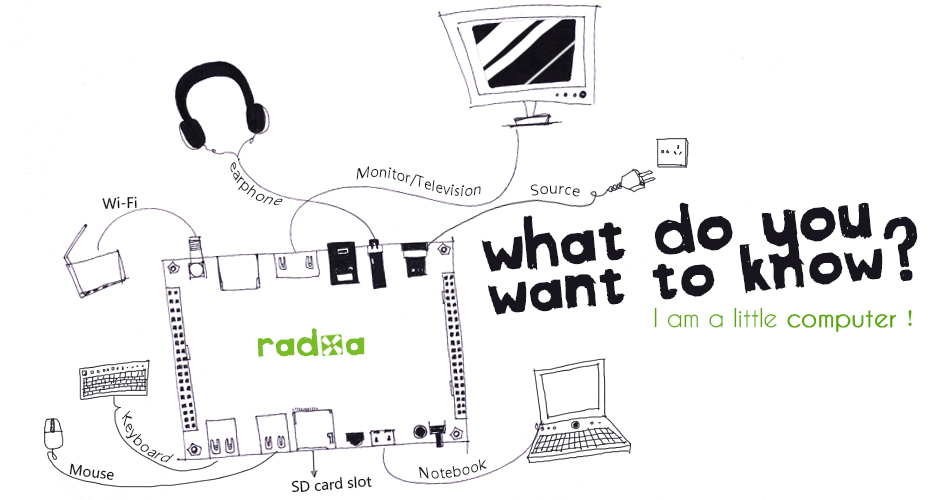 earphone
Monitor/Television
Source
Wi-Fi
what do you
want to know?
I am a little computer !
radxa
Keyboard
Mouse
SD card slot
Notebook